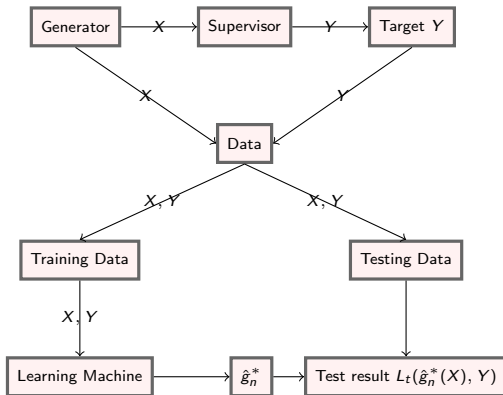 Generator X Supervisor Y Target Y
X Y
Data
X, Y X, Y
Training Data Testing Data
X, Y
Learning Machine ĝ*ₙ Test result Lₜ(ĝ*ₙ(X), Y)